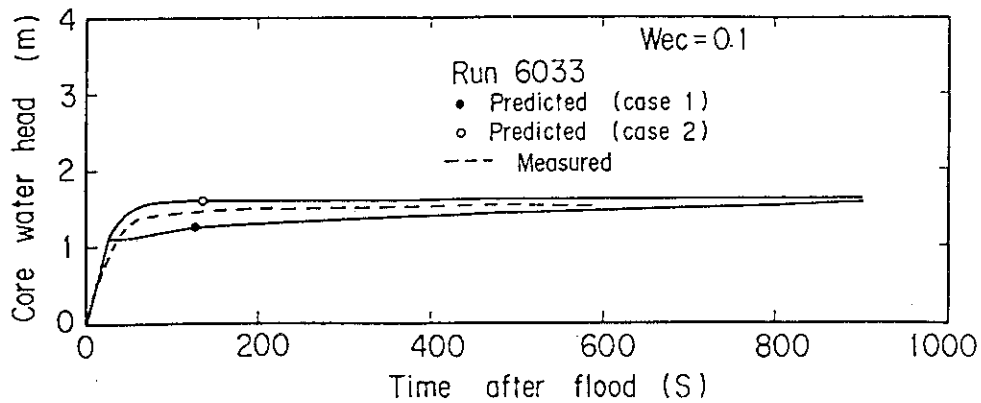 Core water head (m)
4
3
2
1
0
Wec = 0.1
Run 6033
Predicted (case 1)
Predicted (case 2)
Measured
0 200 400 600 800 1000
Time after flood (S)